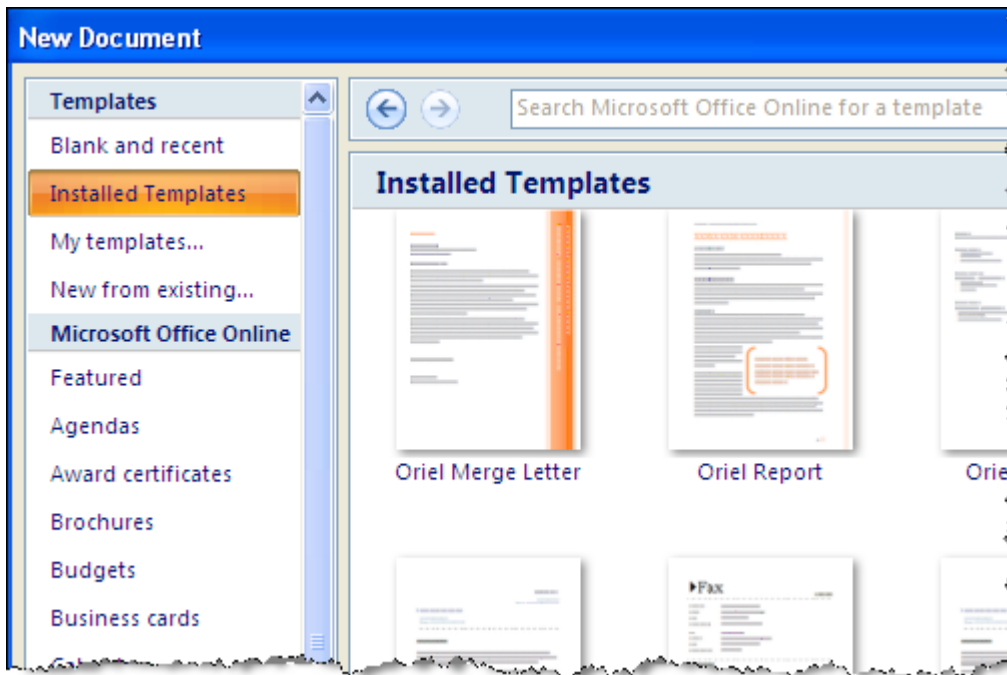 New Document
Templates
Blank and recent
Installed Templates
My templates...
New from existing...
Microsoft Office Online
Featured
Agendas
Award certificates
Brochures
Budgets
Business cards
Search Microsoft Office Online for a template
Installed Templates
Oriel Merge Letter
Oriel Report
Orie
Fax